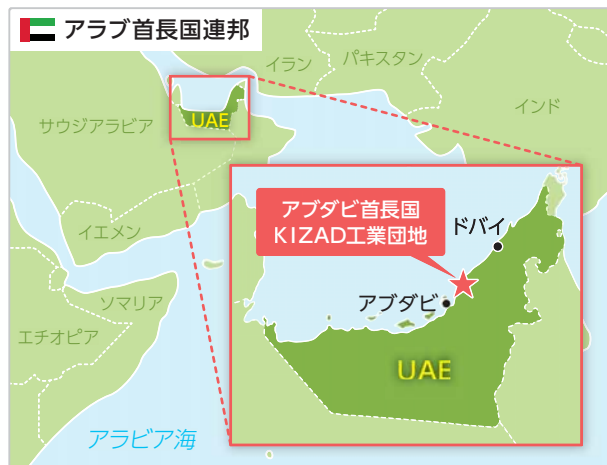 アラブ首長国連邦
イラン
パキスタン
インド
サウジアラビア
UAE
イエメン
ソマリア
エチオピア
アラビア海
アブダビ首長国
KIZAD工業団地
ドバイ
アブダビ
UAE